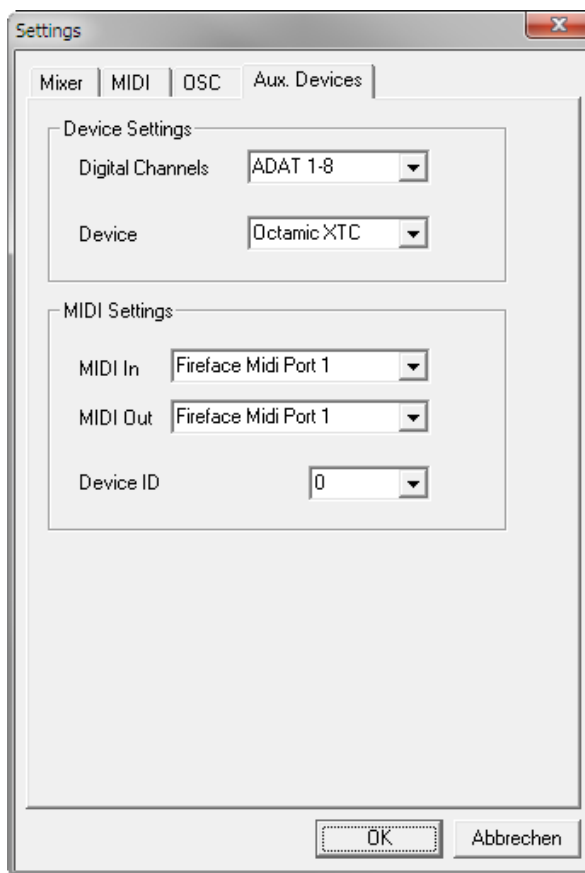 Settings
Mixer MIDI OSC Aux. Devices
Device Settings
Digital Channels ADAT 1-8
Device Octamic XTC
MIDI Settings
MIDI In Fireface Midi Port 1
MIDI Out Fireface Midi Port 1
Device ID 0
OK Abbrechen